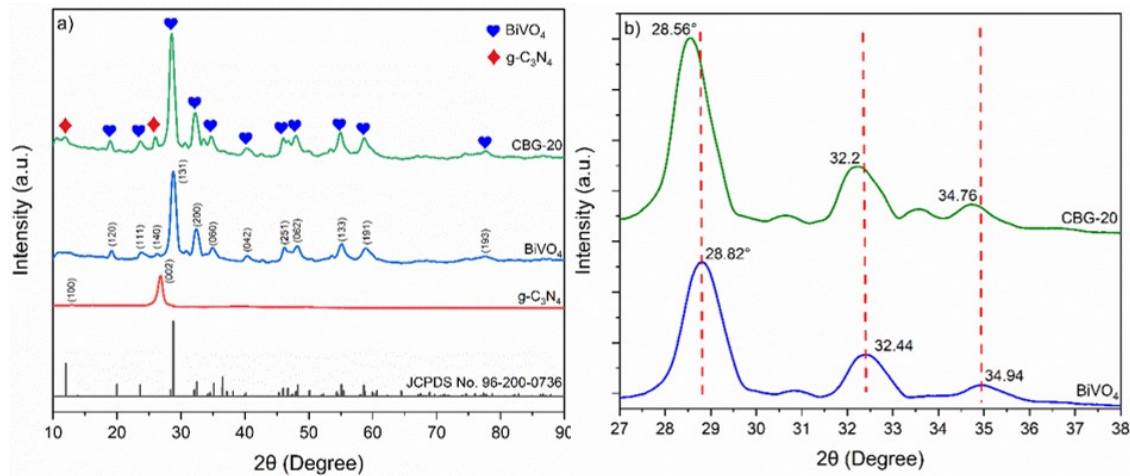 a)
BiVO₄
g-C₃N₄
CBG-20
(131)
(120)
(111)
(140)
(200)
(060)
(042)
(251)
(062)
(133)
(191)
(193)
BiVO₄
(100)
(002)
g-C₃N₄
JCPDS No. 96-200-0736
10 20 30 40 50 60 70 80 90
2θ (Degree)
Intensity (a.u.)
b)
28.56°
32.2
34.76
CBG-20
28.82°
32.44
34.94
BiVO₄
27 28 29 30 31 32 33 34 35 36 37 38
2θ (Degree)
Intensity (a.u.)